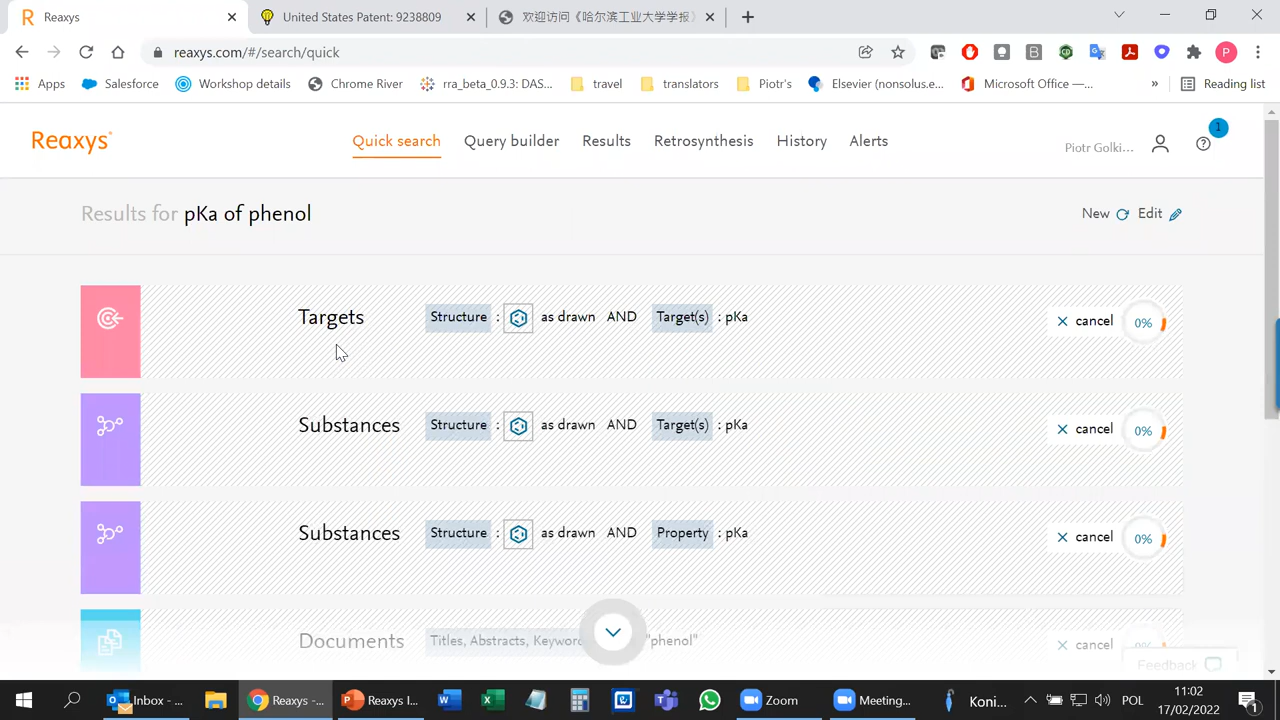 Reaxys
United States Patent: 9238809
欢迎访问《哈尔滨工业大学学报》
reaxys.com/#/search/quick
Apps
Salesforce
Workshop details
Chrome River
rra_beta_0.9.3: DAS...
travel
translators
Piotr's
Elsevier (nonsolus.e...
Microsoft Office —...
»
Reading list
Reaxys
Quick search
Query builder
Results
Retrosynthesis
History
Alerts
Piotr Golki...
1
Results for pKa of phenol
New
Edit
Targets
Structure : as drawn AND Target(s) : pKa
cancel
0%
Substances
Structure : as drawn AND Target(s) : pKa
cancel
0%
Substances
Structure : as drawn AND Property : pKa
cancel
0%
Documents
Titles, Abstracts, Keywor
"phenol"
cancel
Feedback
Inbox - ...
Reaxys -...
Reaxys I...
Zoom
Meeting...
Koni...
POL
11:02
17/02/2022
1